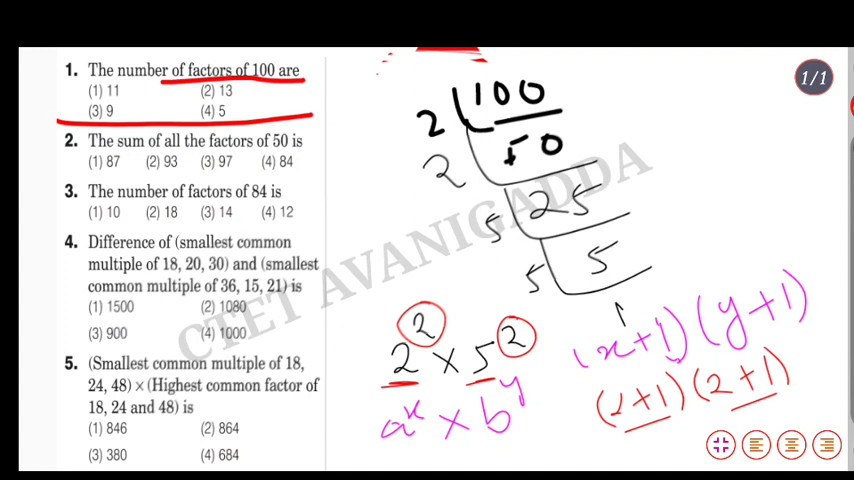 1. The number of factors of 100 are
(1) 11 (2) 13
(3) 9 (4) 5
2. The sum of all the factors of 50 is
(1) 87 (2) 93 (3) 97 (4) 84
3. The number of factors of 84 is
(1) 10 (2) 18 (3) 14 (4) 12
4. Difference of (smallest common
multiple of 18, 20, 30) and (smallest
common multiple of 36, 15, 21) is
(1) 1500 (2) 1080
(3) 900 (4) 1000
5. (Smallest common multiple of 18,
24, 48) × (Highest common factor of
18, 24 and 48) is
(1) 846 (2) 864
(3) 380 (4) 684
1/1
2 100
2 50
5 25
5 5
1
2² × 5²
a^x × b^y
(x+1)(y+1)
(2+1)(2+1)
CTET AVANIGADDA